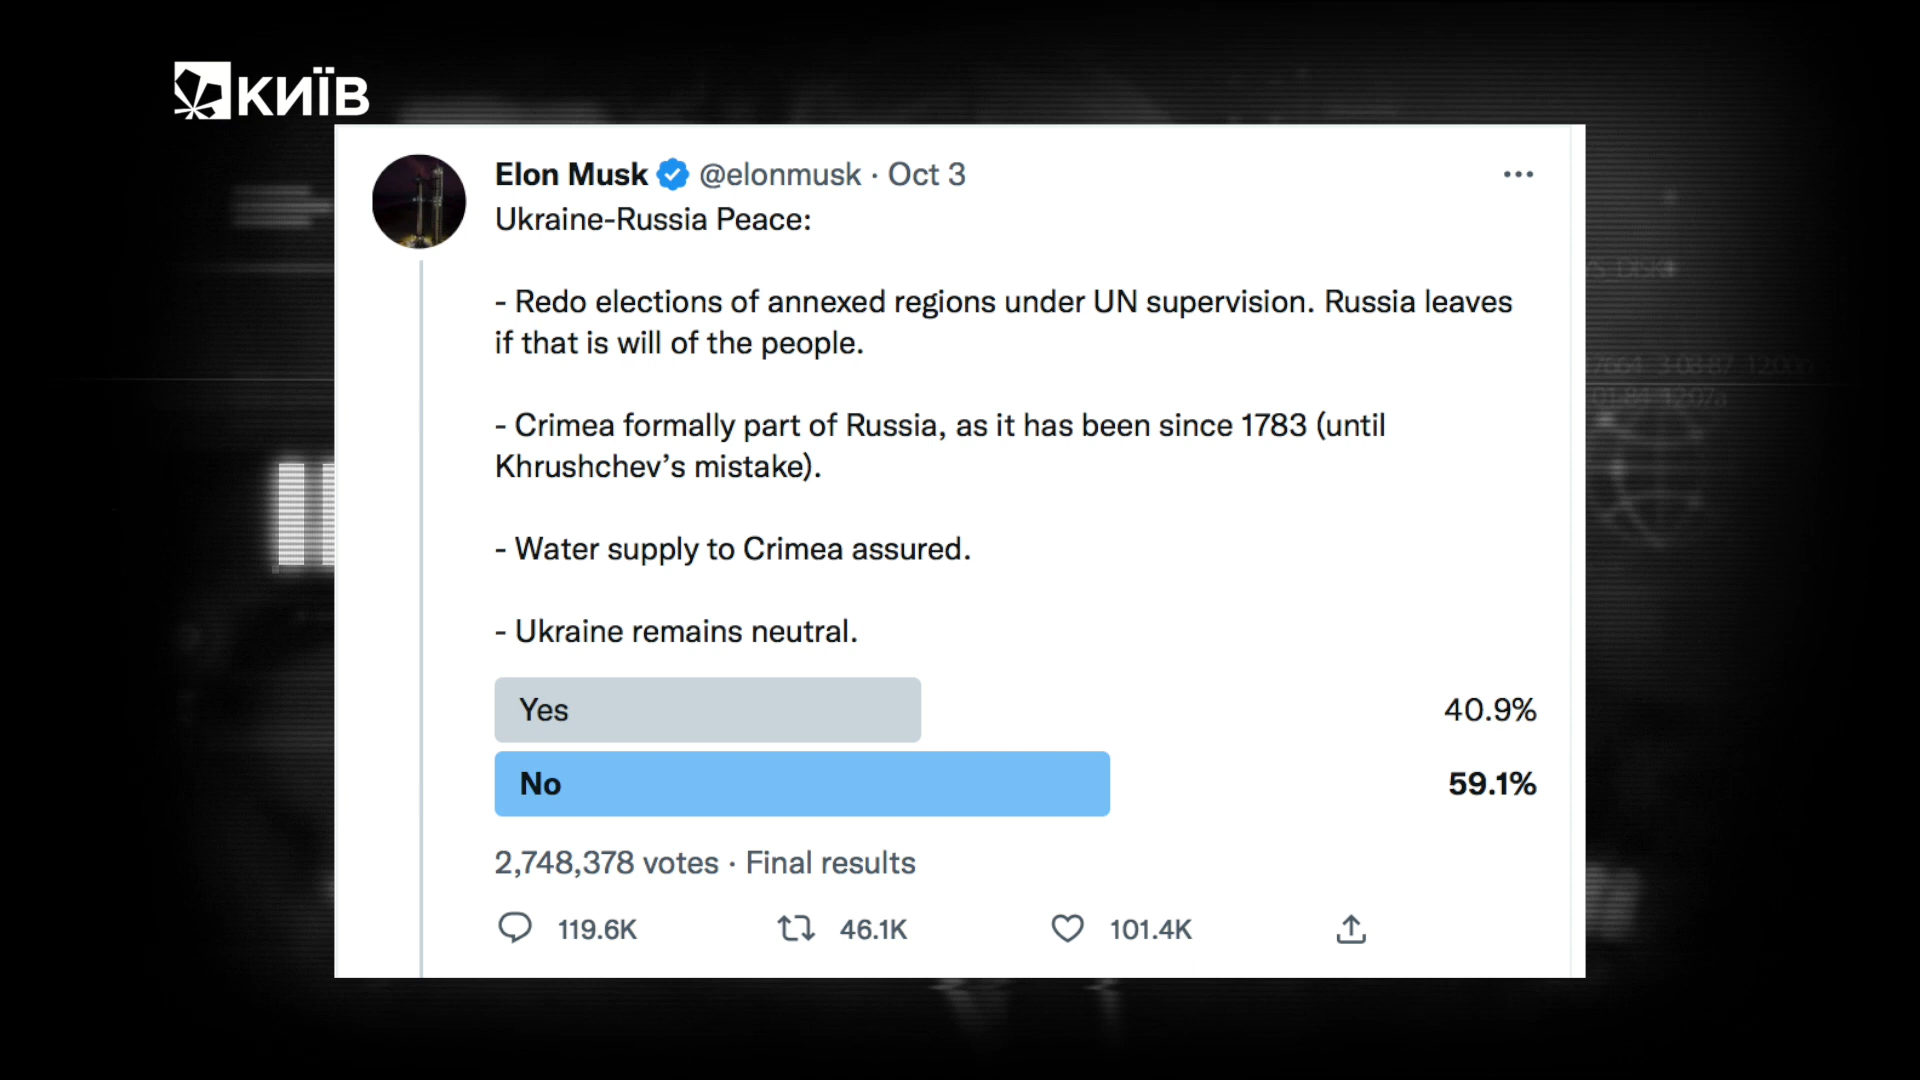 КИЇВ
Elon Musk @elonmusk · Oct 3
Ukraine-Russia Peace:
- Redo elections of annexed regions under UN supervision. Russia leaves
if that is will of the people.
- Crimea formally part of Russia, as it has been since 1783 (until
Khrushchev’s mistake).
- Water supply to Crimea assured.
- Ukraine remains neutral.
Yes 40.9%
No 59.1%
2,748,378 votes · Final results
119.6K 46.1K 101.4K